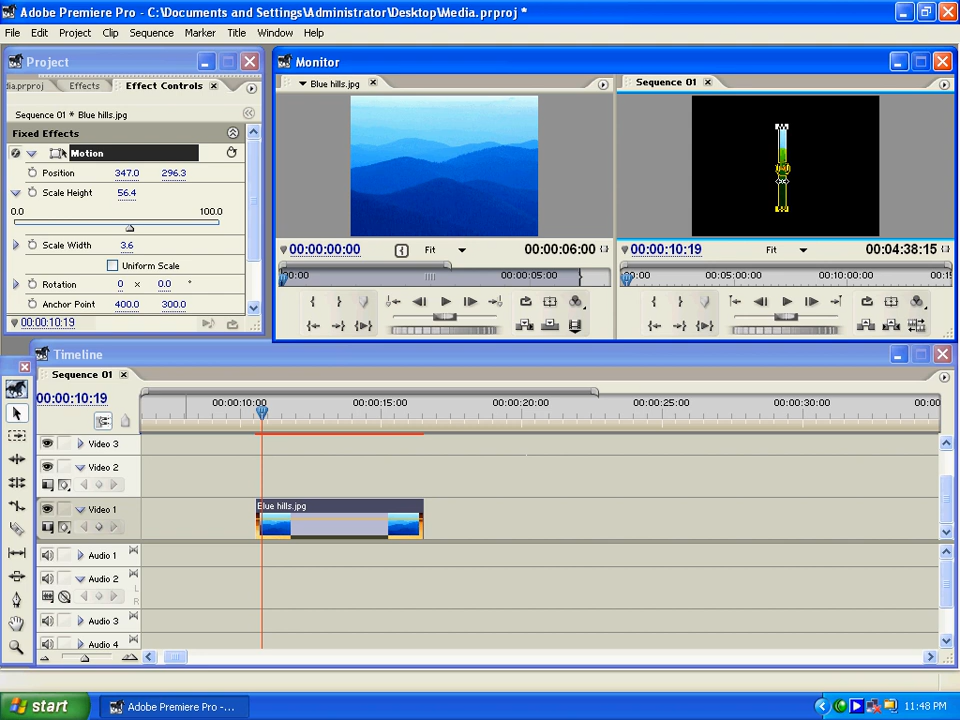 Adobe Premiere Pro - C:\Documents and Settings\Administrator\Desktop\Media.prproj *
File Edit Project Clip Sequence Marker Title Window Help
Project
dia.prproj Effects Effect Controls
Sequence 01 * Blue hills.jpg
Fixed Effects
Motion
Position 347.0 296.3
Scale Height 56.4
0.0 100.0
Scale Width 3.6
Uniform Scale
Rotation 0 x 0.0 °
Anchor Point 400.0 300.0
00:00:10:19
Monitor
Blue hills.jpg
00:00:00:00 Fit 00:00:06:00
00:00 00:00:05:00
Sequence 01
00:00:10:19 Fit 00:04:38:15
00:00 00:05:00:00 00:10:00:00 00:15
Timeline
Sequence 01
00:00:10:19
00:00:10:00 00:00:15:00 00:00:20:00 00:00:25:00 00:00:30:00 00:00
Video 3
Video 2
Video 1
Blue hills.jpg
Audio 1
Audio 2
L
R
Audio 3
Audio 4
start
Adobe Premiere Pro -...
11:48 PM